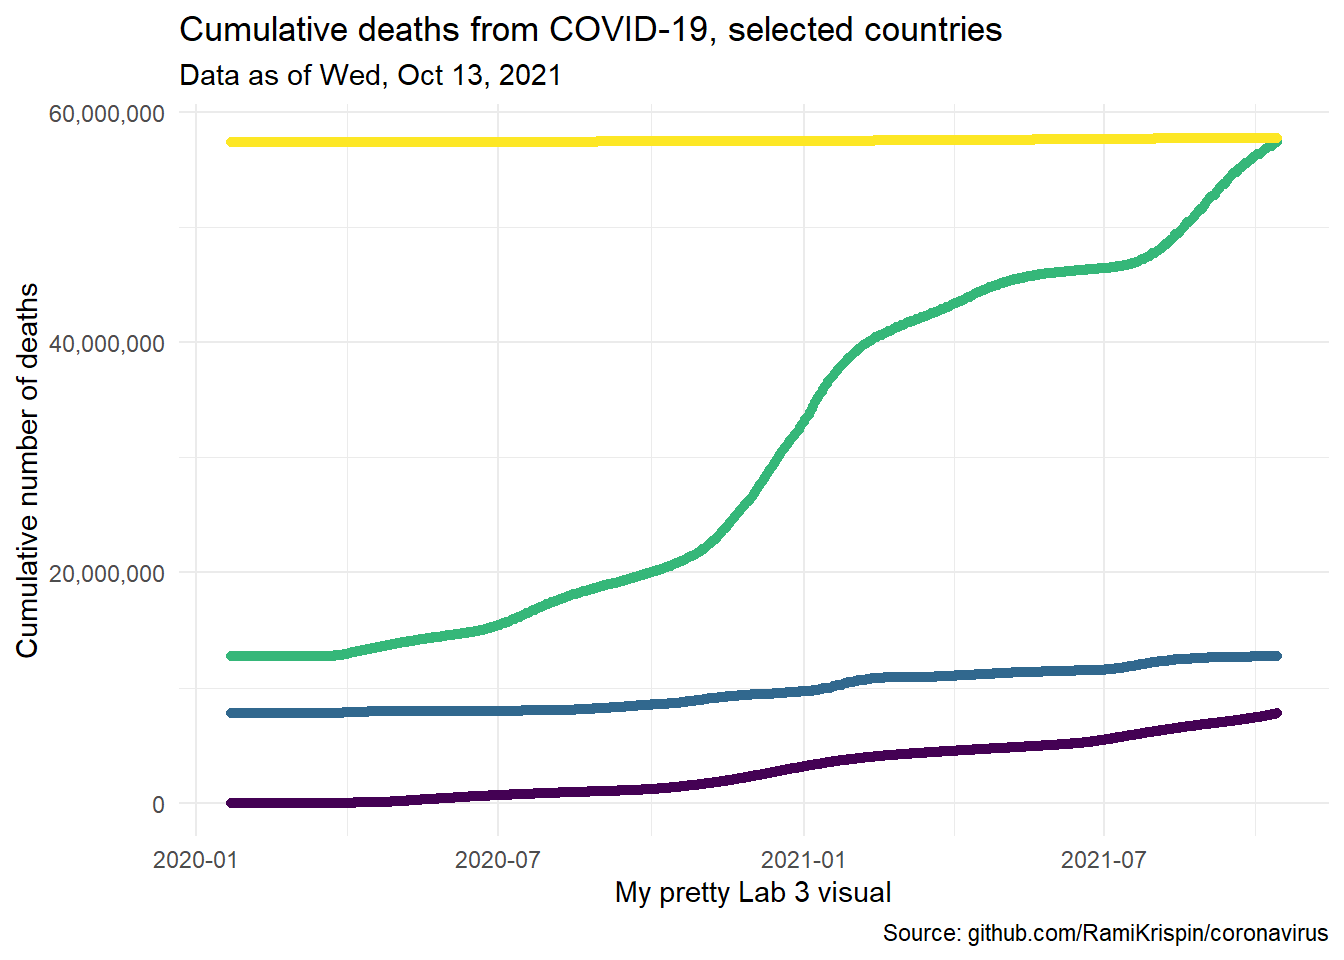 Cumulative deaths from COVID-19, selected countries
Data as of Wed, Oct 13, 2021
Cumulative number of deaths
60,000,000
40,000,000
20,000,000
0
2020-01 2020-07 2021-01 2021-07
My pretty Lab 3 visual
Source: github.com/RamiKrispin/coronavirus